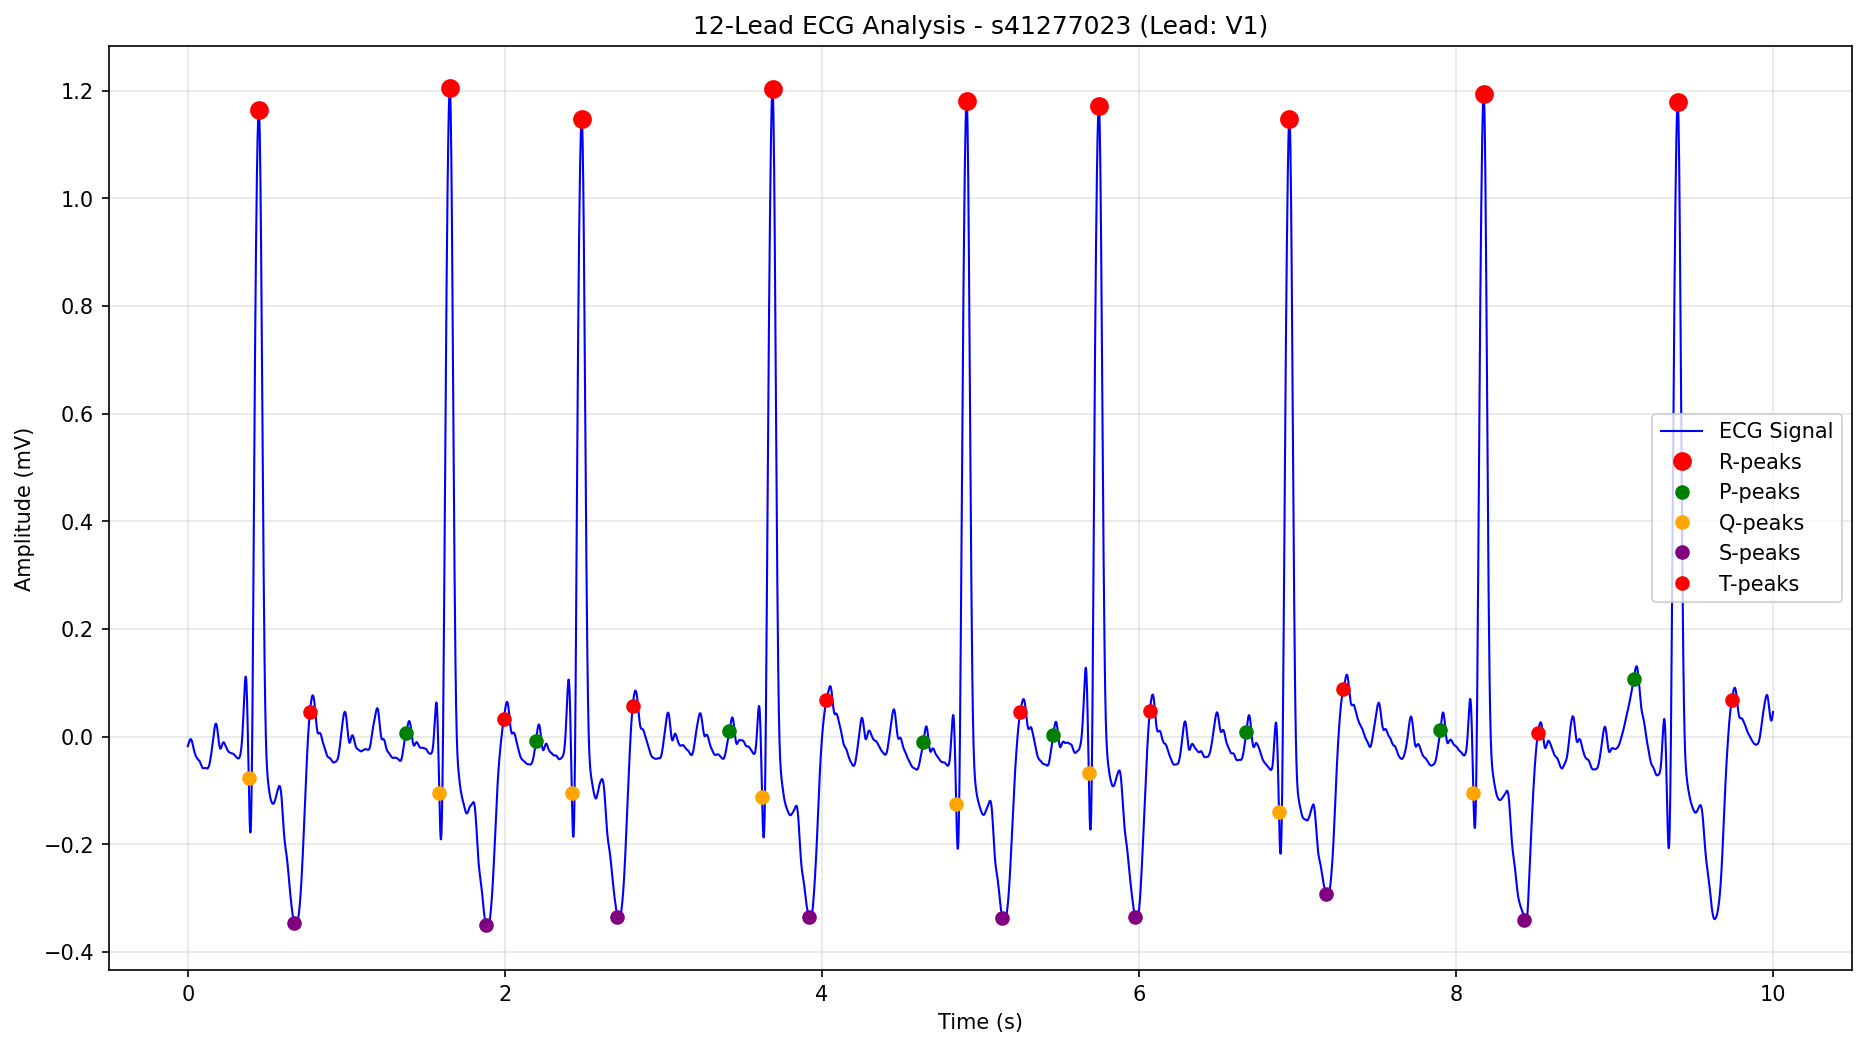 12-Lead ECG Analysis - s41277023 (Lead: V1)
1.2
1.0
0.8
0.6
0.4
0.2
0.0
−0.2
−0.4
Amplitude (mV)
ECG Signal
R-peaks
P-peaks
Q-peaks
S-peaks
T-peaks
0 2 4 6 8 10
Time (s)